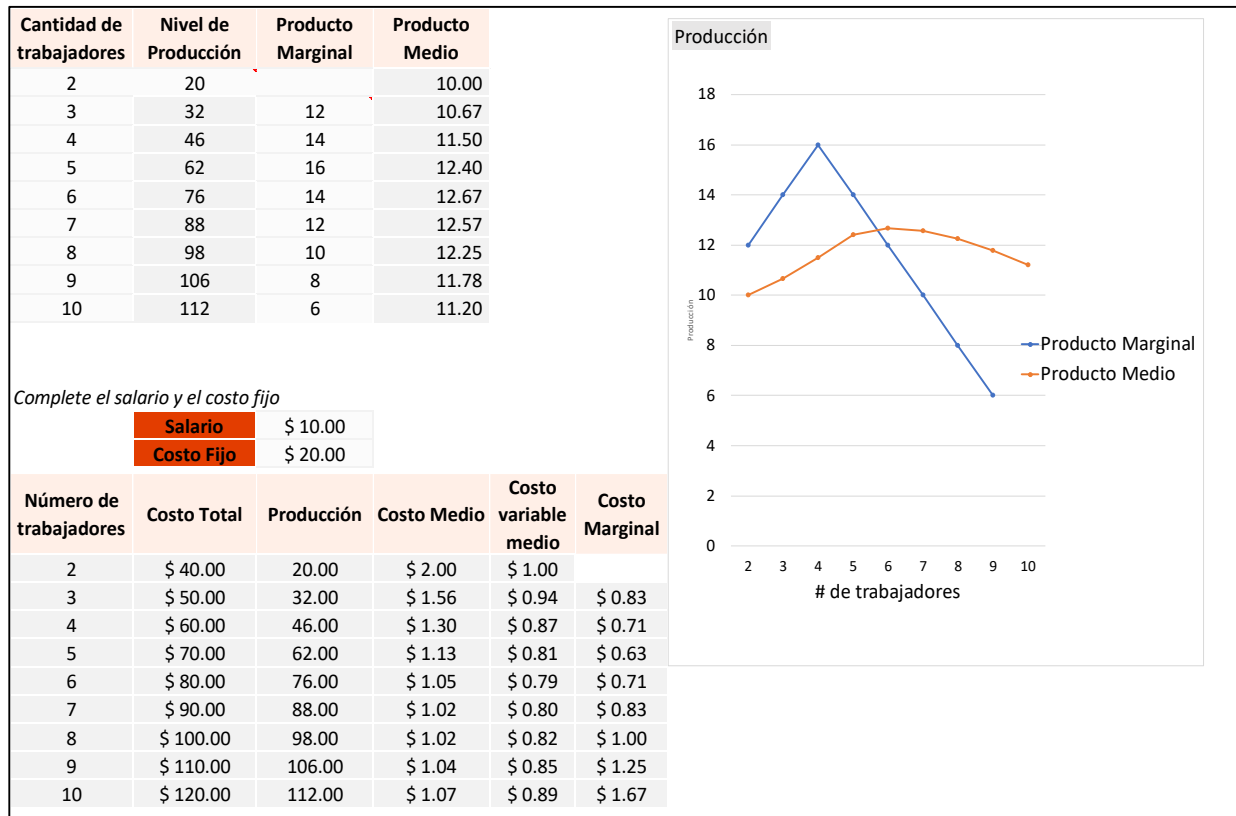 Cantidad de trabajadores Nivel de Producción Producto Marginal Producto Medio
2 20 10.00
3 32 12 10.67
4 46 14 11.50
5 62 16 12.40
6 76 14 12.67
7 88 12 12.57
8 98 10 12.25
9 106 8 11.78
10 112 6 11.20
Complete el salario y el costo fijo
Salario $ 10.00
Costo Fijo $ 20.00
Número de trabajadores Costo Total Producción Costo Medio Costo variable medio Costo Marginal
2 $ 40.00 20.00 $ 2.00 $ 1.00
3 $ 50.00 32.00 $ 1.56 $ 0.94 $ 0.83
4 $ 60.00 46.00 $ 1.30 $ 0.87 $ 0.71
5 $ 70.00 62.00 $ 1.13 $ 0.81 $ 0.63
6 $ 80.00 76.00 $ 1.05 $ 0.79 $ 0.71
7 $ 90.00 88.00 $ 1.02 $ 0.80 $ 0.83
8 $ 100.00 98.00 $ 1.02 $ 0.82 $ 1.00
9 $ 110.00 106.00 $ 1.04 $ 0.85 $ 1.25
10 $ 120.00 112.00 $ 1.07 $ 0.89 $ 1.67
Producción
18
16
14
12
10
8
6
4
2
0
Producción
2 3 4 5 6 7 8 9 10
# de trabajadores
Producto Marginal
Producto Medio